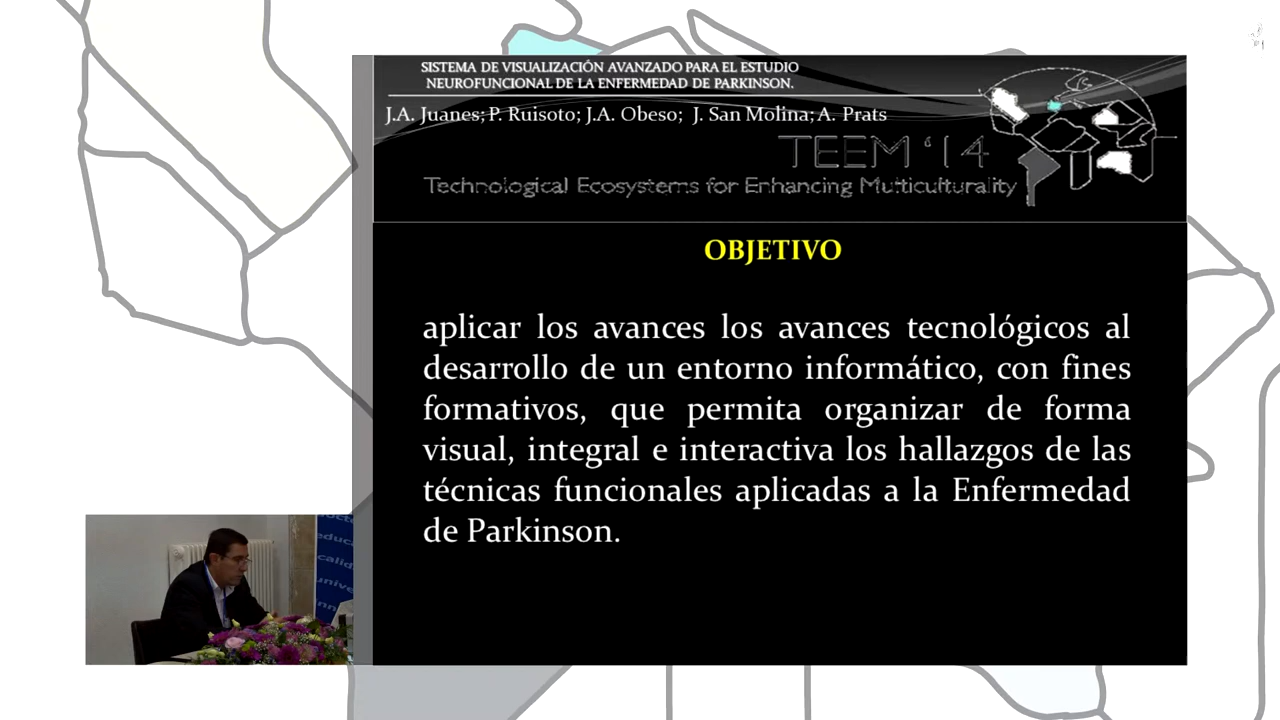 SISTEMA DE VISUALIZACIÓN AVANZADO PARA EL ESTUDIO
NEUROFUNCIONAL DE LA ENFERMEDAD DE PARKINSON.
J.A. Juanes; P. Ruisoto; J.A. Obeso; J. San Molina; A. Prats
TEEM '14
Technological Ecosystems for Enhancing Multiculturality
OBJETIVO
aplicar los avances los avances tecnológicos al
desarrollo de un entorno informático, con fines
formativos, que permita organizar de forma
visual, integral e interactiva los hallazgos de las
técnicas funcionales aplicadas a la Enfermedad
de Parkinson.